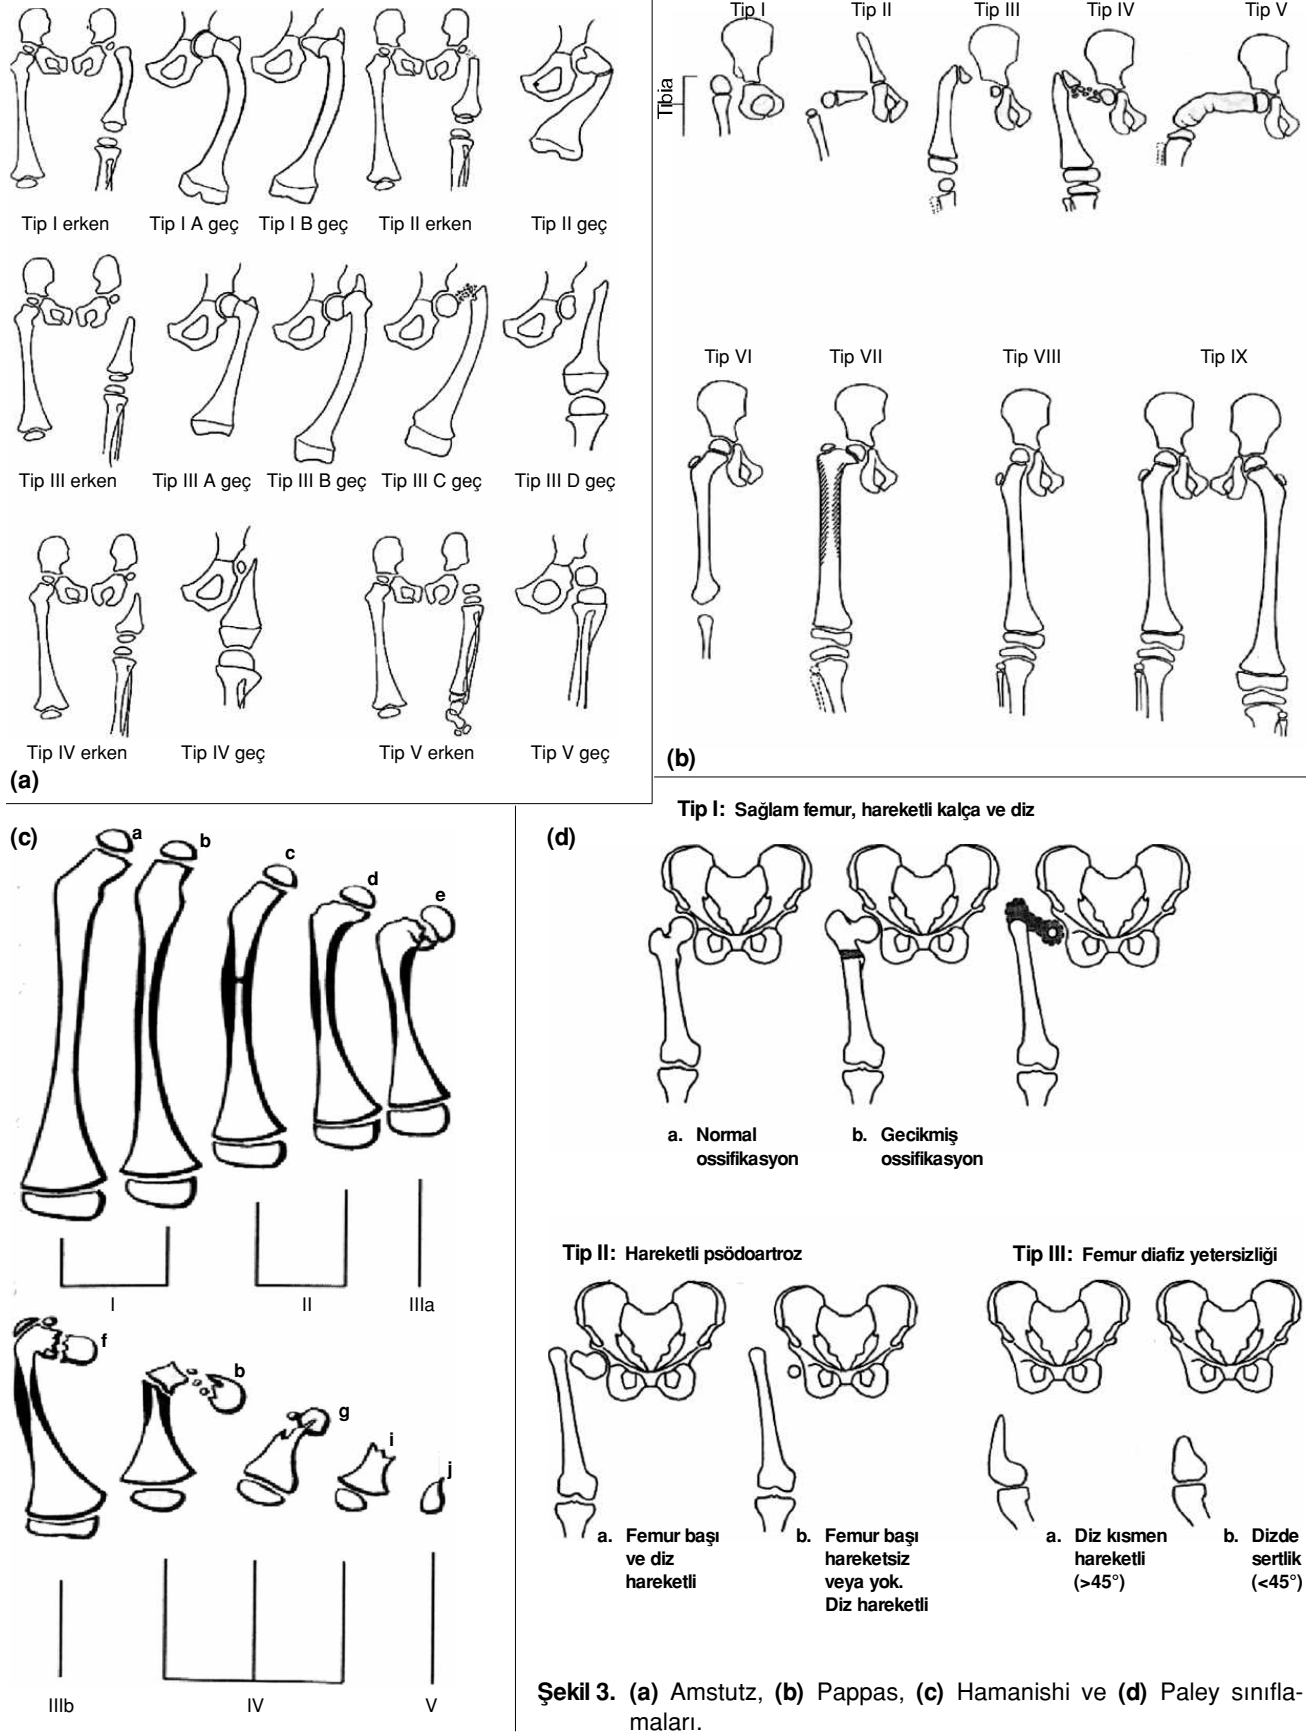 Tip I erken
Tip I A geç
Tip I B geç
Tip II erken
Tip II geç
Tip III erken
Tip III A geç
Tip III B geç
Tip III C geç
Tip III D geç
Tip IV erken
Tip IV geç
Tip V erken
Tip V geç
(a)
Tip I
Tip II
Tip III
Tip IV
Tip V
Tibia
Tip VI
Tip VII
Tip VIII
Tip IX
(b)
(c)
a
b
c
d
e
I
II
IIIa
f
b
g
i
j
IIIb
IV
V
(d)
Tip I: Sağlam femur, hareketli kalça ve diz
a. Normal
ossifikasyon
b. Gecikmiş
ossifikasyon
Tip II: Hareketli psödoartroz
a. Femur başı
ve diz
hareketli
b. Femur başı
hareketsiz
veya yok.
Diz hareketli
Tip III: Femur diafiz yetersizliği
a. Diz kısmen
hareketli
(>45°)
b. Dizde
sertlik
(<45°)
Şekil 3. (a) Amstutz, (b) Pappas, (c) Hamanishi ve (d) Paley sınıfla-
maları.